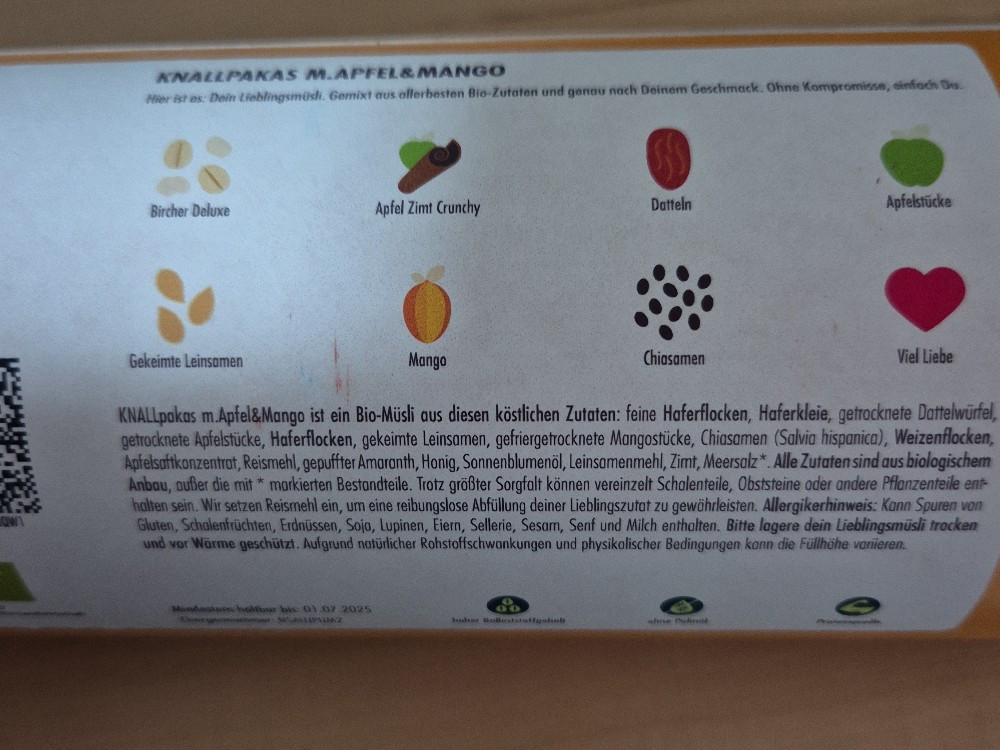 KNALLPAKAS M.APFEL&MANGO
Hier ist es: Dein Lieblingsmüsli. Gemixt aus allerbesten Bio-Zutaten und genau nach Deinem Geschmack. Ohne Kompromisse, einfach Du.
Bircher Deluxe
Apfel Zimt Crunchy
Datteln
Apfelstücke
Gekeimte Leinsamen
Mango
Chiasamen
Viel Liebe
KNALLpakas m.Apfel&Mango ist ein Bio-Müsli aus diesen köstlichen Zutaten: feine Haferflocken, Haferkleie, getrocknete Dattelwürfel,
getrocknete Apfelstücke, Haferflocken, gekeimte Leinsamen, gefriergetrocknete Mangostücke, Chiasamen (Salvia hispanica), Weizenflocken,
Apfelsaftkonzentrat, Reismehl, gepuffter Amaranth, Honig, Sonnenblumenöl, Leinsamenmehl, Zimt, Meersalz*. Alle Zutaten sind aus biologischem
Anbau, außer die mit * markierten Bestandteile. Trotz größter Sorgfalt können vereinzelt Schalenteile, Obststeine oder andere Pflanzenteile ent-
halten sein. Wir setzen Reismehl ein, um eine reibungslose Abfüllung deiner Lieblingszutat zu gewährleisten. Allergikerhinweis: Kann Spuren von
Gluten, Schalenfrüchten, Erdnüssen, Soja, Lupinen, Eiern, Sellerie, Sesam, Senf und Milch enthalten. Bitte lagere dein Lieblingsmüsli trocken
und vor Wärme geschützt. Aufgrund natürlicher Rohstoffschwankungen und physikalischer Bedingungen kann die Füllhöhe variieren.
Mindestens haltbar bis: 01.07.2025
hoher Ballaststoffgehalt
ohne Palmöl